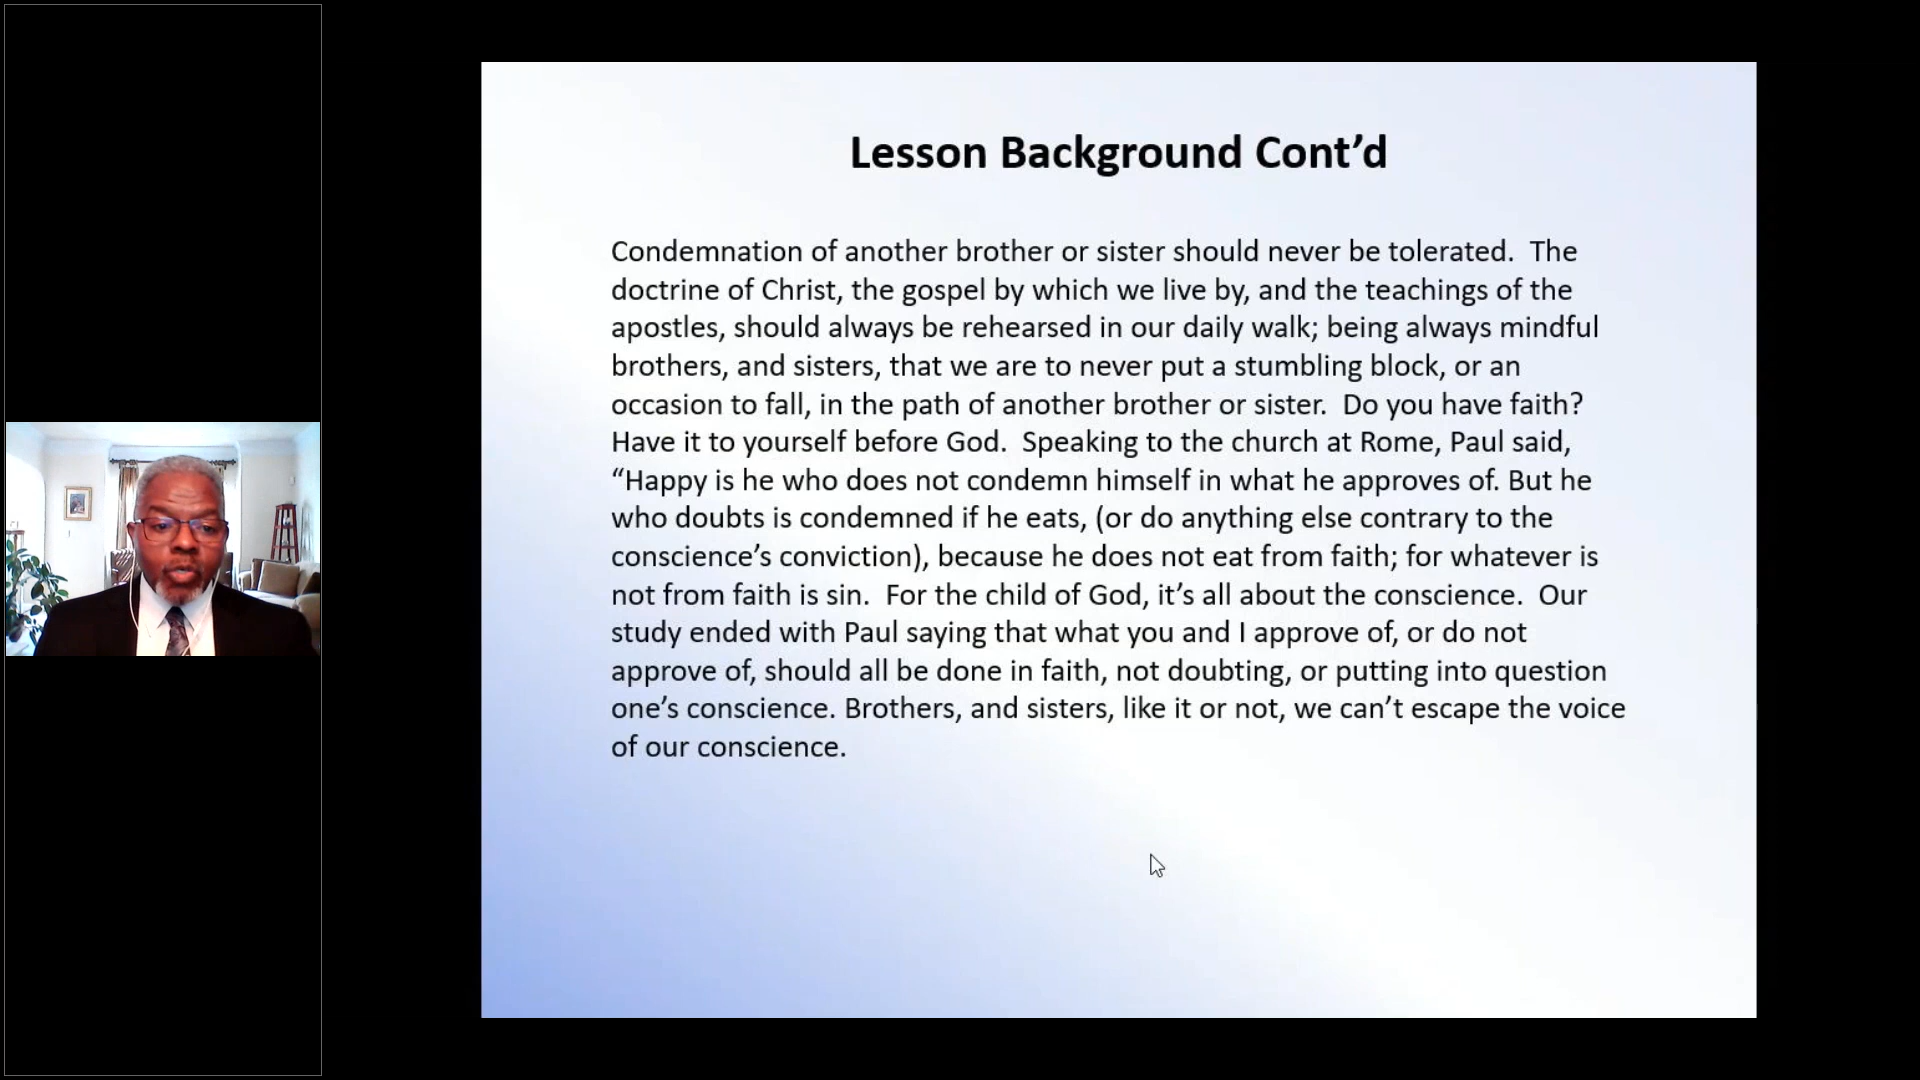 Lesson Background Cont’d
Condemnation of another brother or sister should never be tolerated.  The
doctrine of Christ, the gospel by which we live by, and the teachings of the
apostles, should always be rehearsed in our daily walk; being always mindful
brothers, and sisters, that we are to never put a stumbling block, or an
occasion to fall, in the path of another brother or sister.  Do you have faith?
Have it to yourself before God.  Speaking to the church at Rome, Paul said,
“Happy is he who does not condemn himself in what he approves of. But he
who doubts is condemned if he eats, (or do anything else contrary to the
conscience’s conviction), because he does not eat from faith; for whatever is
not from faith is sin.  For the child of God, it’s all about the conscience.  Our
study ended with Paul saying that what you and I approve of, or do not
approve of, should all be done in faith, not doubting, or putting into question
one’s conscience. Brothers, and sisters, like it or not, we can’t escape the voice
of our conscience.